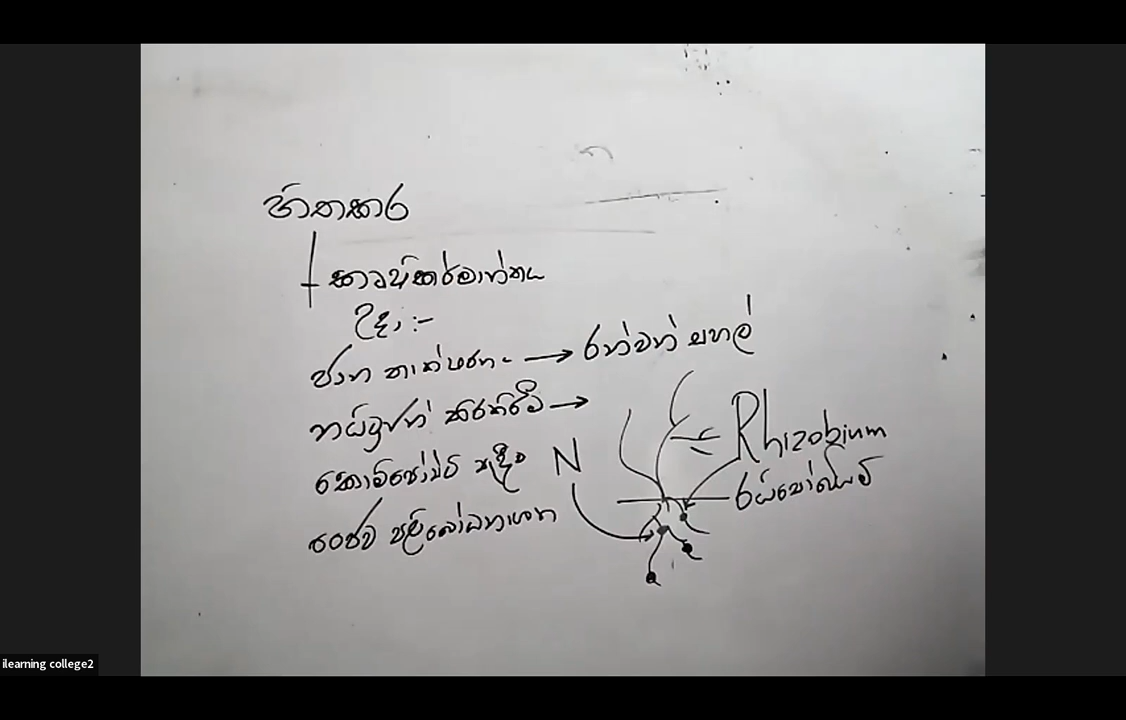 හිතකර
කෘෂිකර්මාන්තය
උදා :-
ජාන තාක්ෂණය → රන්වන් සහල්
නයිට්‍රජන් තිරකිරීම →
කොම්පෝස්ට් සෑදීම N
Rhizobium
රයිසෝබියම්
ජෛව පළිබෝධනාශක
ilearning college2